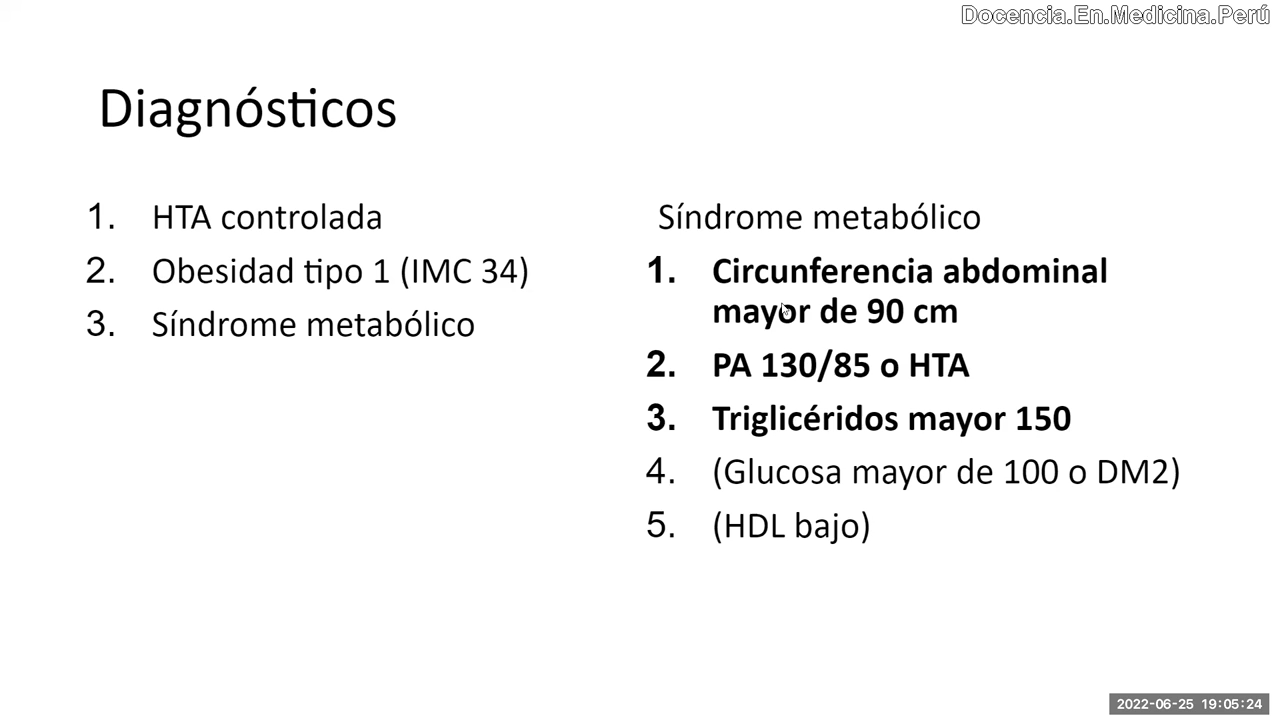 Docencia.En.Medicina.Perú
Diagnósticos
1. HTA controlada
2. Obesidad tipo 1 (IMC 34)
3. Síndrome metabólico
Síndrome metabólico
1. Circunferencia abdominal
mayor de 90 cm
2. PA 130/85 o HTA
3. Triglicéridos mayor 150
4. (Glucosa mayor de 100 o DM2)
5. (HDL bajo)
2022-06-25 19:05:24